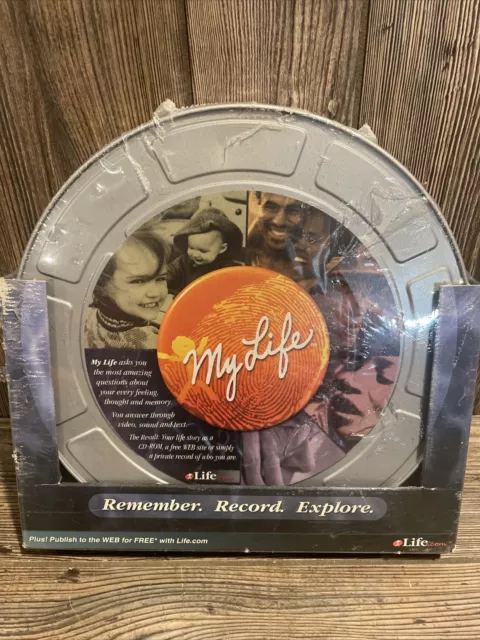 My Life
My Life asks you
the most amazing
questions about
your every feeling,
thought and memory.
You answer through
video, sound and text.
The Result: Your life story as a
CD-ROM, a free WEB site or simply
a private record of who you are.
Life
Remember. Record. Explore.
Plus! Publish to the WEB for FREE* with Life.com
Life.com